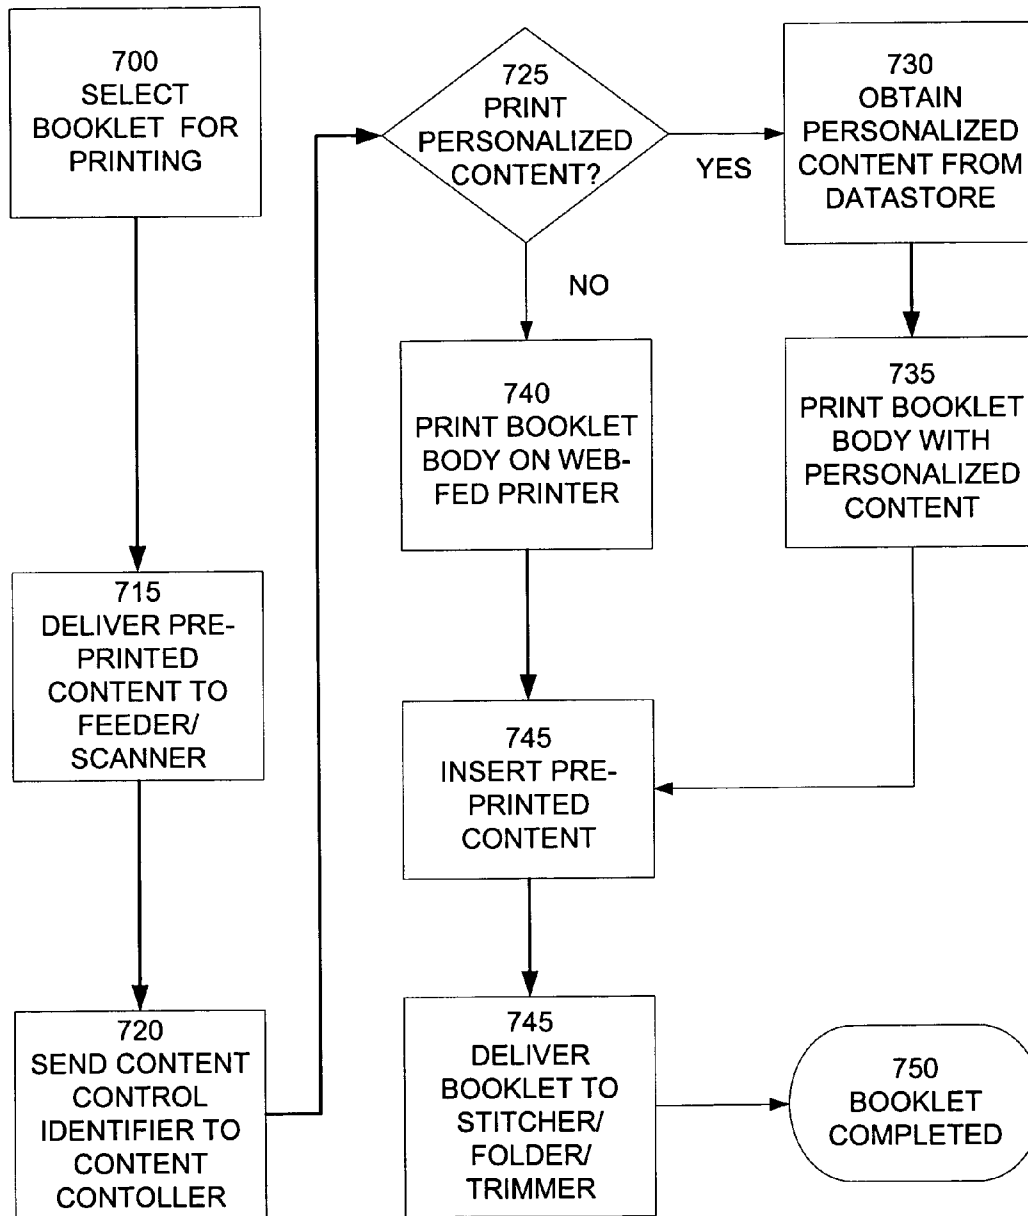 700
SELECT
BOOKLET FOR
PRINTING
715
DELIVER PRE-
PRINTED
CONTENT TO
FEEDER/
SCANNER
720
SEND CONTENT
CONTROL
IDENTIFIER TO
CONTENT
CONTOLLER
725
PRINT
PERSONALIZED
CONTENT?
YES
NO
730
OBTAIN
PERSONALIZED
CONTENT FROM
DATASTORE
735
PRINT BOOKLET
BODY WITH
PERSONALIZED
CONTENT
740
PRINT BOOKLET
BODY ON WEB-
FED PRINTER
745
INSERT PRE-
PRINTED
CONTENT
745
DELIVER
BOOKLET TO
STITCHER/
FOLDER/
TRIMMER
750
BOOKLET
COMPLETED